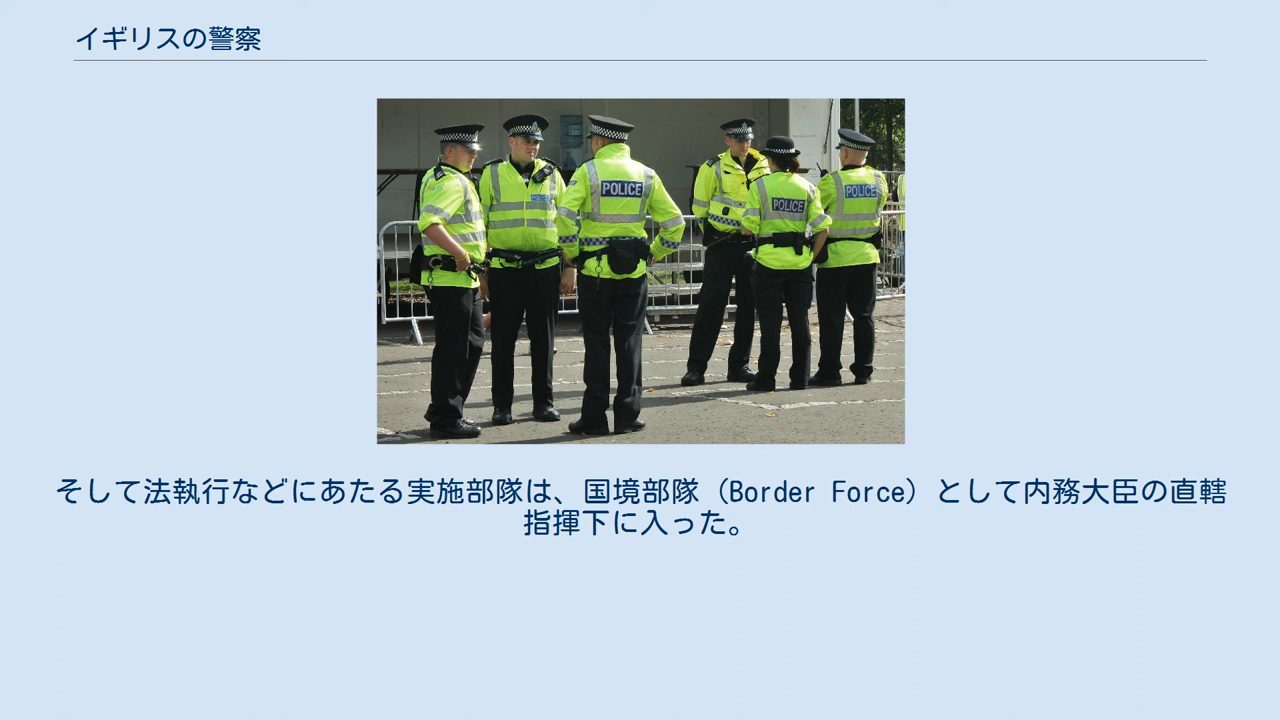 イギリスの警察
POLICE
POLICE
POLICE
そして法執行などにあたる実施部隊は、国境部隊（Border Force）として内務大臣の直轄
指揮下に入った。